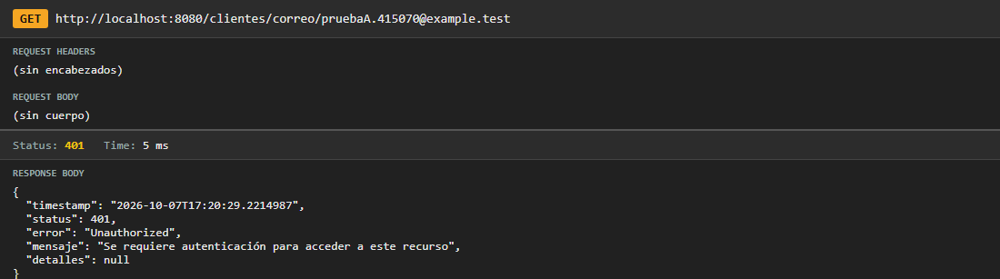 GET http://localhost:8080/clientes/correo/pruebaA.415070@example.test
REQUEST HEADERS
(sin encabezados)
REQUEST BODY
(sin cuerpo)
Status: 401 Time: 5 ms
RESPONSE BODY
{
  "timestamp": "2026-10-07T17:20:29.2214987",
  "status": 401,
  "error": "Unauthorized",
  "mensaje": "Se requiere autenticación para acceder a este recurso",
  "detalles": null
}